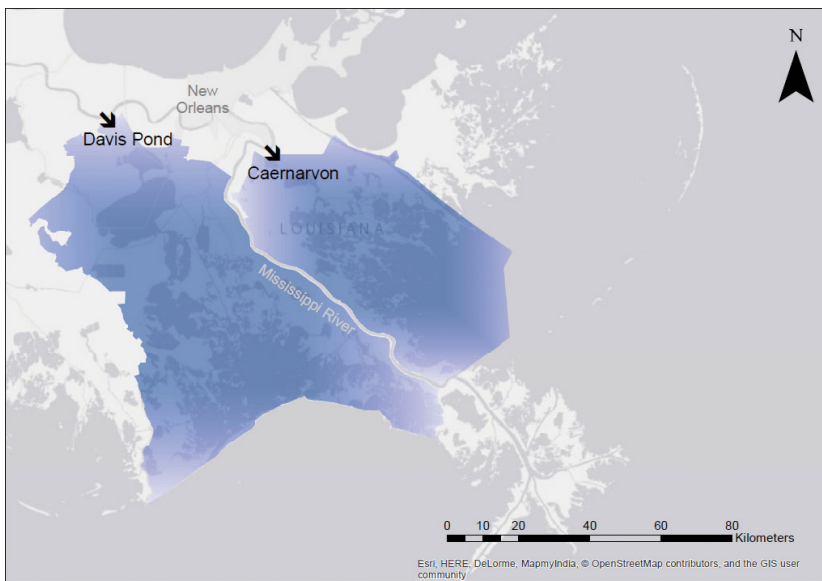 N
New
Orleans
Davis Pond
Caernarvon
LOUISIANA
Mississippi River
0 10 20 40 60 80
Kilometers
Esri, HERE, DeLorme, MapmyIndia, © OpenStreetMap contributors, and the GIS user
community